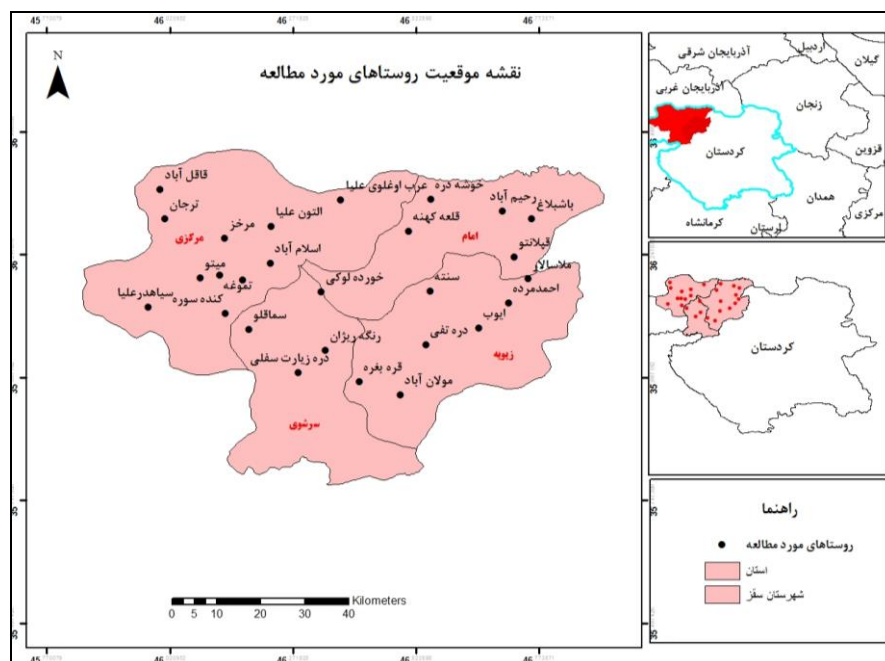 نقشه موقعیت روستاهای مورد مطالعه
N
قاقل آباد
ترجان
مرخز
التون علیا
عرب اوغلوی علیا
خوشه دره
رحیم آباد
باشبلاغ
قلعه کهنه
امام
مرکزی
اسلام آباد
قپلانتو
ملاسالار
میتو
تموغه
خورده لوکی
سنته
احمدمرده
سیاهدرعلیا
کنده سوره
سماقلو
ایوب
رنگه ریژان
دره تفی
زیویه
دره زیارت سفلی
قره بغره
مولان آباد
سرشوی
Kilometers
0 5 10 20 30 40
آذربایجان شرقی
اردبیل
گیلان
آذربایجان غربی
زنجان
کردستان
قزوین
همدان
مرکزی
کرمانشاه
لرستان
کردستان
راهنما
روستاهای مورد مطالعه
استان
شهرستان سقز